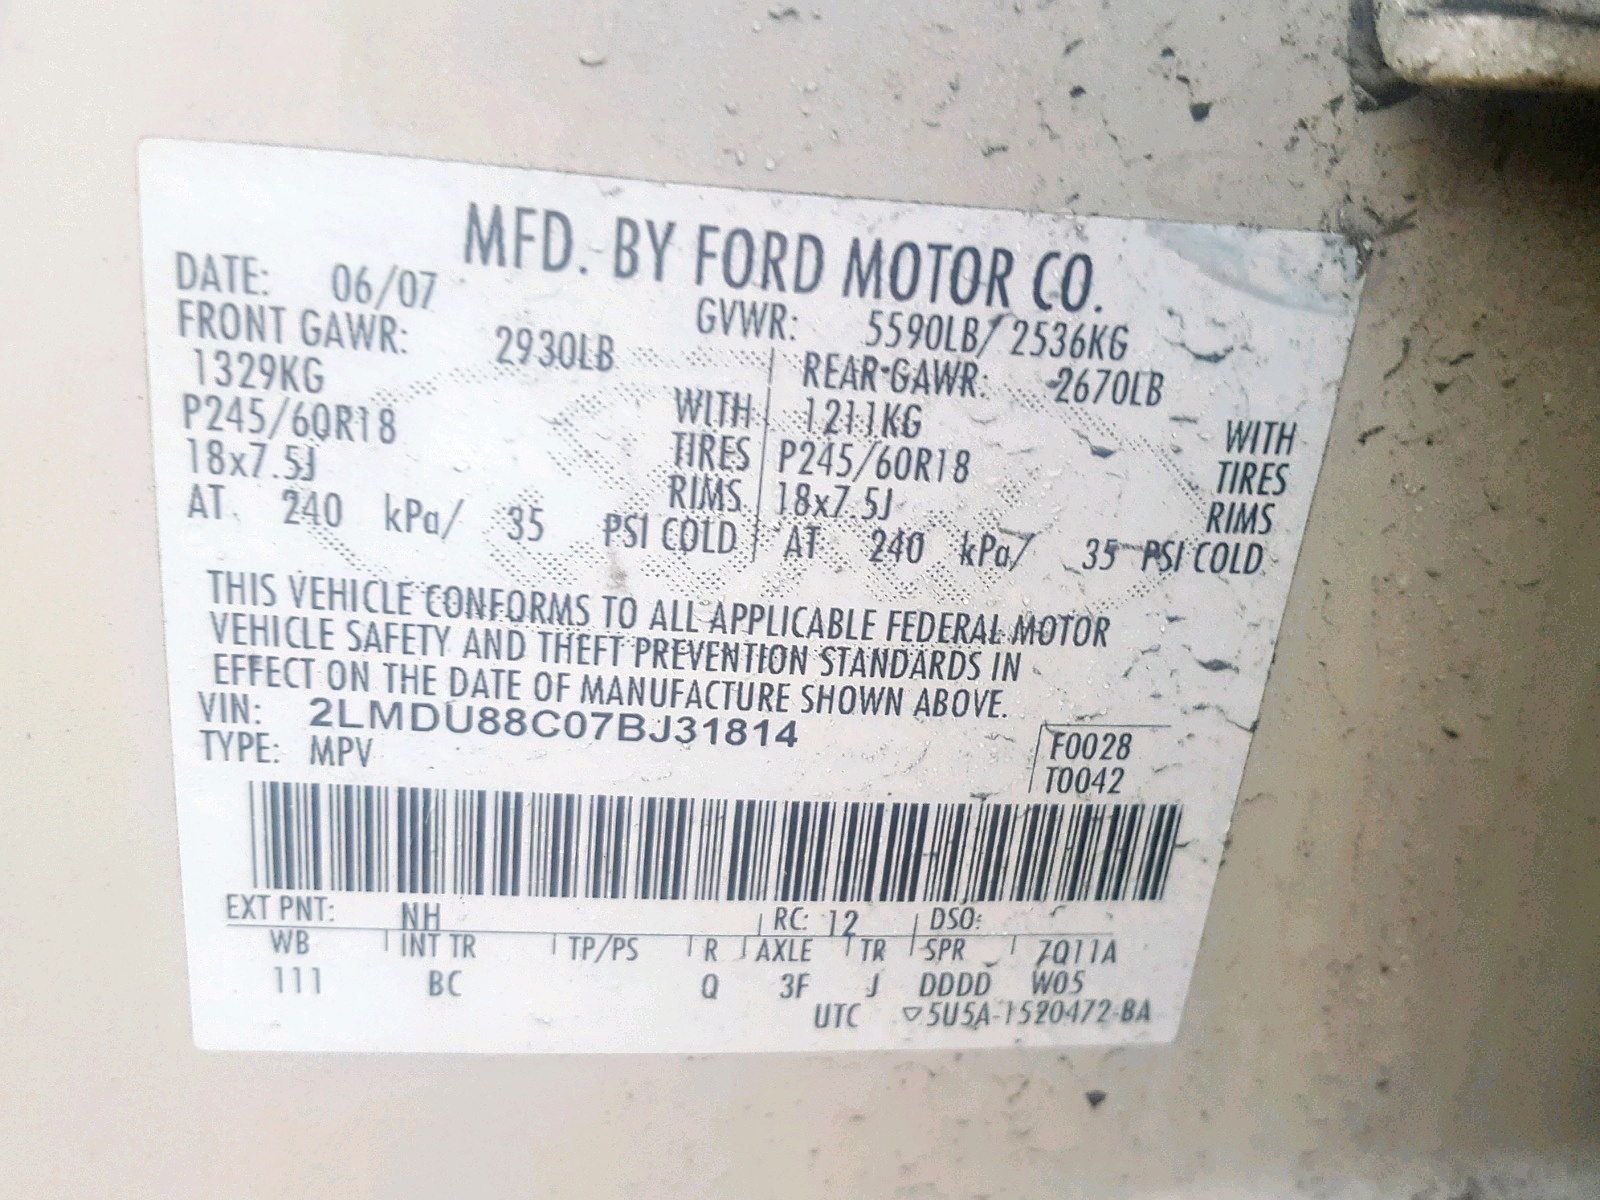 MFD. BY FORD MOTOR CO.
DATE: 06/07 GVWR: 5590LB/ 2536KG
FRONT GAWR: 2930LB REAR GAWR: 2670LB
1329KG WITH 1211KG WITH
P245/60R18 TIRES P245/60R18 TIRES
18x7.5J RIMS 18x7.5J RIMS
AT 240 kPa/ 35 PSI COLD AT 240 kPa/ 35 PSI COLD
THIS VEHICLE CONFORMS TO ALL APPLICABLE FEDERAL MOTOR
VEHICLE SAFETY AND THEFT PREVENTION STANDARDS IN
EFFECT ON THE DATE OF MANUFACTURE SHOWN ABOVE.
VIN: 2LMDU88C07BJ31814
TYPE: MPV
F0028
T0042
EXT PNT: NH RC: 12 DSO:
WB INT TR TP/PS R AXLE TR SPR 7Q11A
111 BC Q 3F J DDDD W05
UTC ▽5U5A-1520472-BA